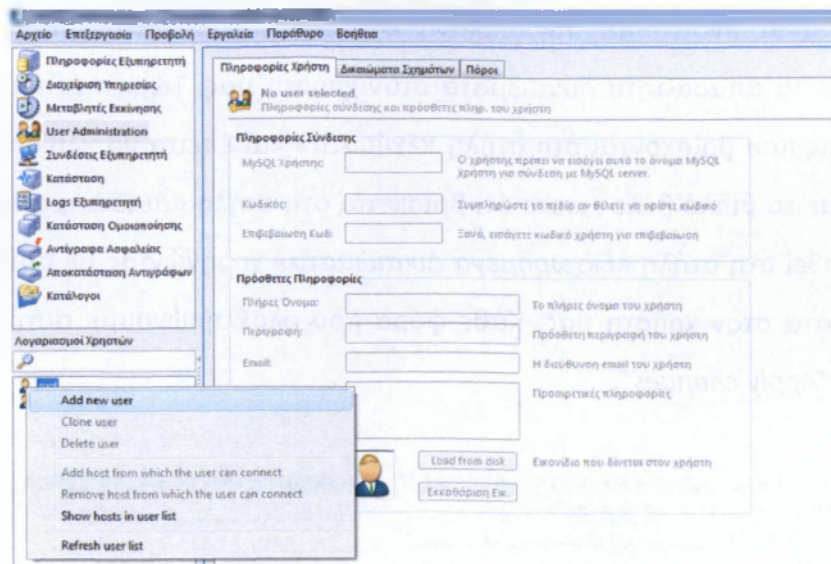 Αρχείο Επεξεργασία Προβολή Εργαλεία Παράθυρο Βοήθεια
Πληροφορίες Εξυπηρετητή
Διαχείριση Υπηρεσίας
Μεταβλητές Εκκίνησης
User Administration
Συνδέσεις Εξυπηρετητή
Κατάσταση
Logs Εξυπηρετητή
Κατάσταση Ομοιοποίησης
Αντίγραφα Ασφαλείας
Αποκατάσταση Αντιγράφων
Κατάλογοι
Λογαριασμοί Χρηστών
Add new user
Clone user
Delete user
Add host from which the user can connect
Remove host from which the user can connect
Show hosts in user list
Refresh user list
Πληροφορίες Χρήστη Δικαιώματα Σχημάτων Πόροι
No user selected
Πληροφορίες σύνδεσης και πρόσθετες πληρ. του χρήστη
Πληροφορίες Σύνδεσης
MySQL Χρήστης: Ο χρήστης πρέπει να εισάγει αυτό το όνομα MySQL
χρήστη για σύνδεση με MySQL server.
Κωδικός: Συμπληρώστε το πεδίο αν θέλετε να ορίσετε κωδικό
Επιβεβαίωση Κωδ: Ξανά, εισάγετε κωδικό χρήστη για επιβεβαίωση
Πρόσθετες Πληροφορίες
Πλήρες Όνομα: Το πλήρες όνομα του χρήστη
Περιγραφή: Πρόσθετη περιγραφή του χρήστη
Email: Η διεύθυνση email του χρήστη
Προαιρετικές πληροφορίες
Load from disk Εικονίδιο που δίνεται στον χρήστη
Εκκαθάριση Εικ.